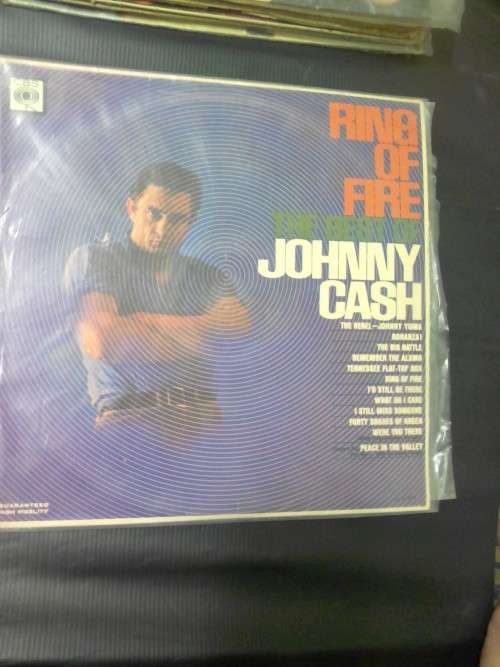 CBS
RING
OF
FIRE
THE BEST OF
JOHNNY
CASH
THE REBEL—JOHNNY YUMA
BONANZA!
THE BIG BATTLE
REMEMBER THE ALAMO
TENNESSEE FLAT-TOP BOX
RING OF FIRE
I'D STILL BE THERE
WHAT DO I CARE
I STILL MISS SOMEONE
FORTY SHADES OF GREEN
WERE YOU THERE
PEACE IN THE VALLEY
GUARANTEED
HIGH FIDELITY